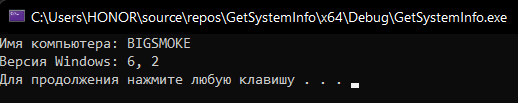 C:\Users\HONOR\source\repos\GetSystemInfo\x64\Debug\GetSystemInfo.exe
Имя компьютера: BIGSMOKE
Версия Windows: 6, 2
Для продолжения нажмите любую клавишу . . .